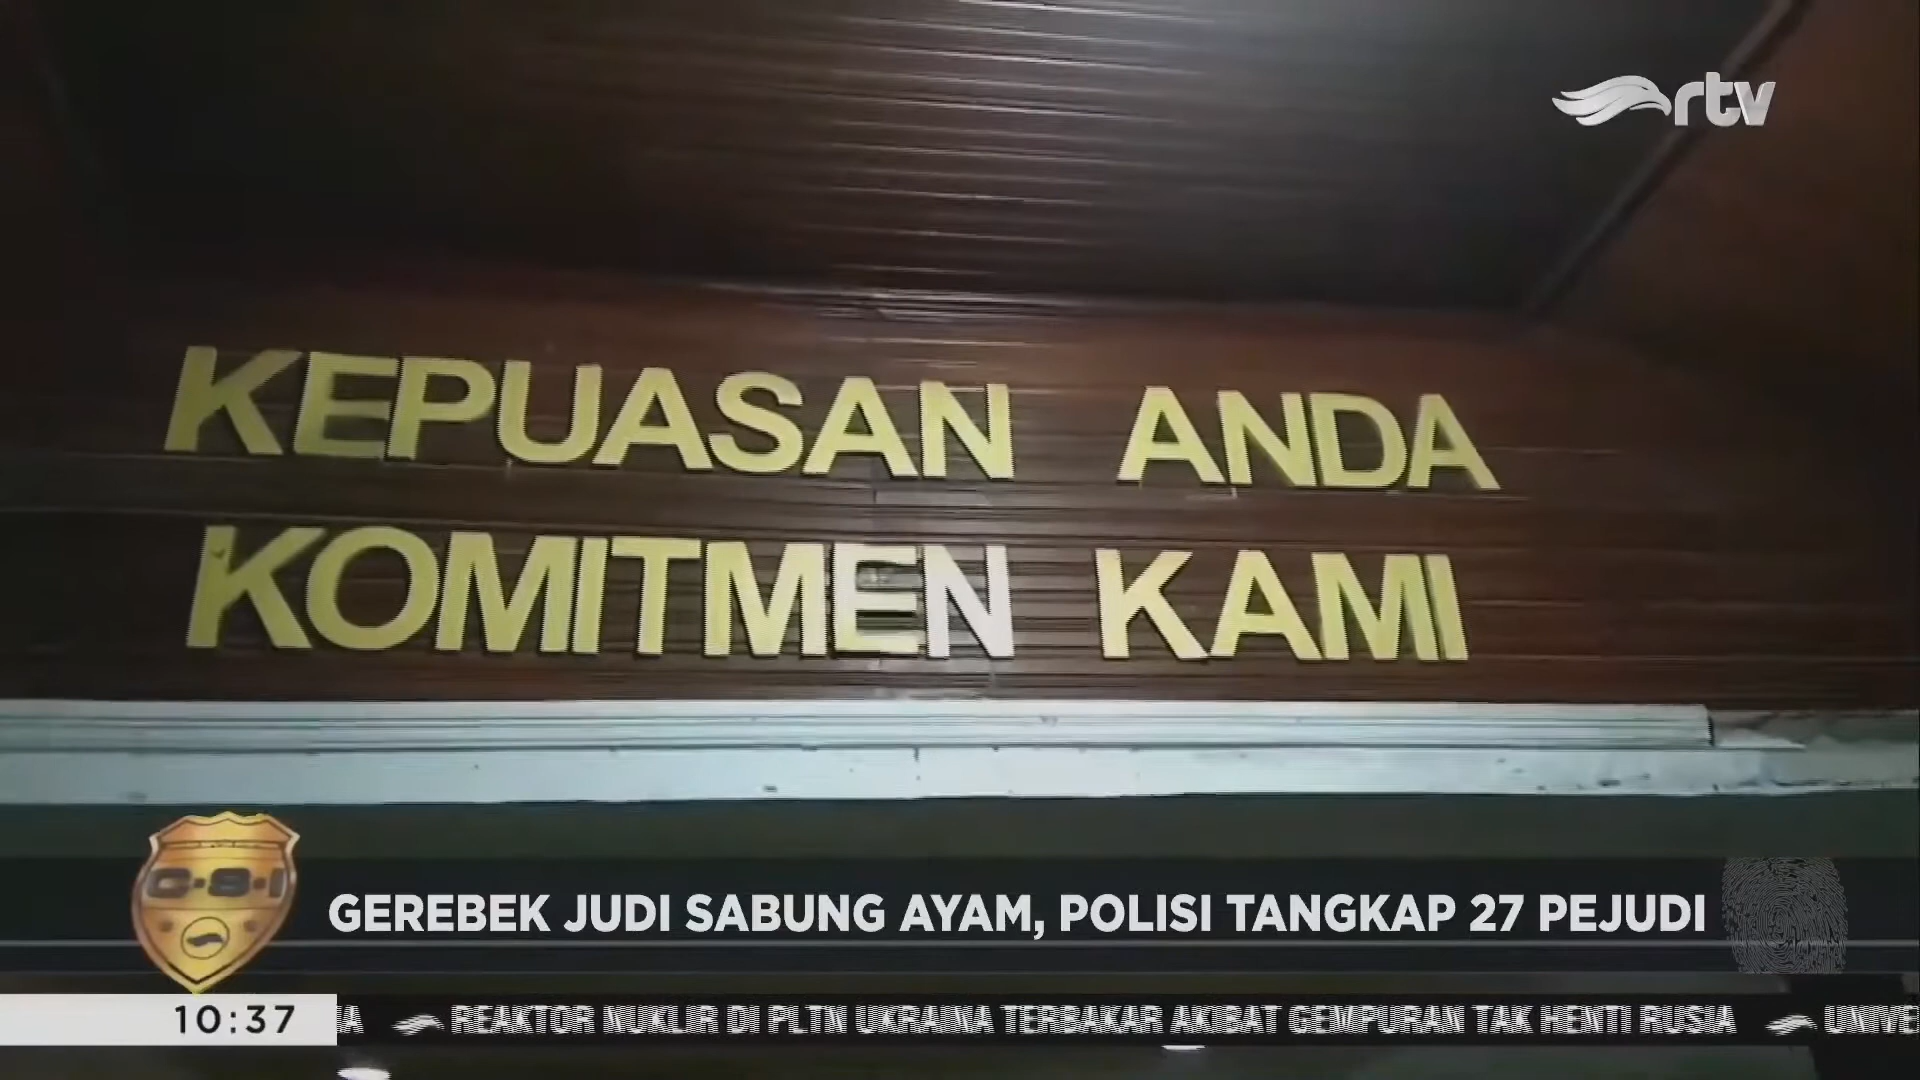 rtv
KEPUASAN ANDA
KOMITMEN KAMI
C·S·I
GEREBEK JUDI SABUNG AYAM, POLISI TANGKAP 27 PEJUDI
10:37
REAKTOR NUKLIR DI PLTN UKRAINA TERBAKAR AKIBAT GEMPURAN TAK HENTI RUSIA